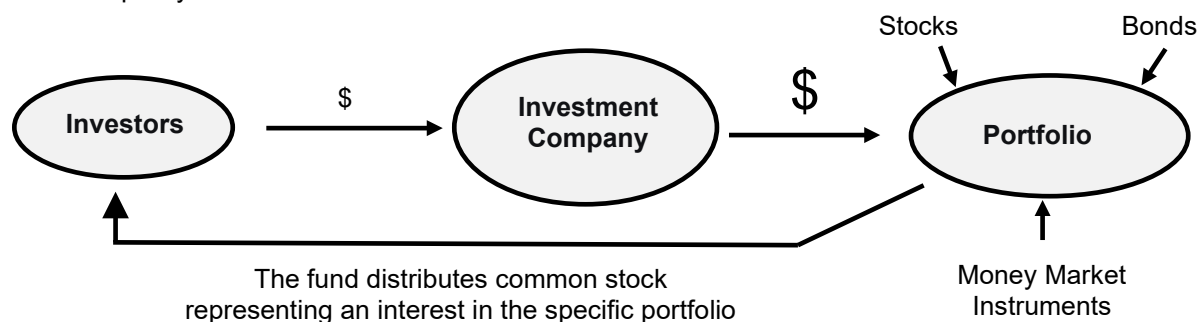 Stocks
Bonds
$
$
Investors
Investment
Company
Portfolio
The fund distributes common stock
representing an interest in the specific portfolio
Money Market
Instruments